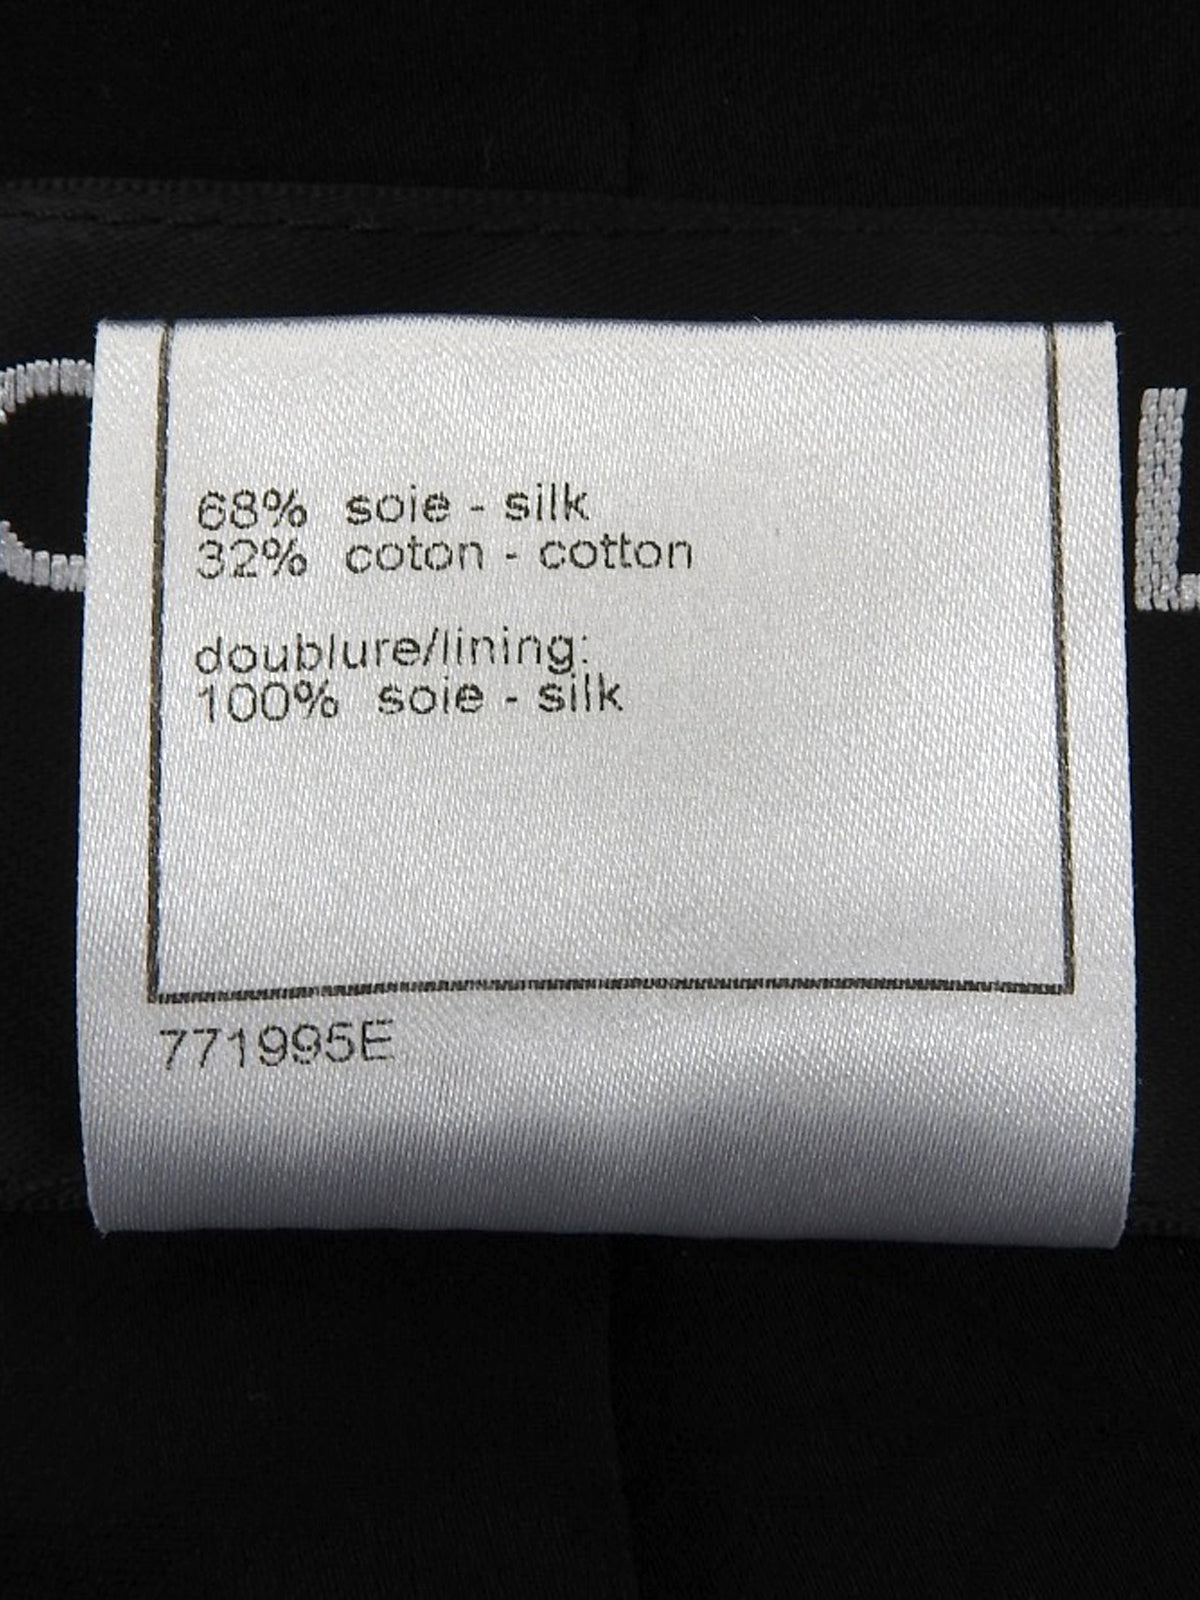 C L
68% soie - silk
32% coton - cotton
doublure/lining:
100% soie - silk
771995E